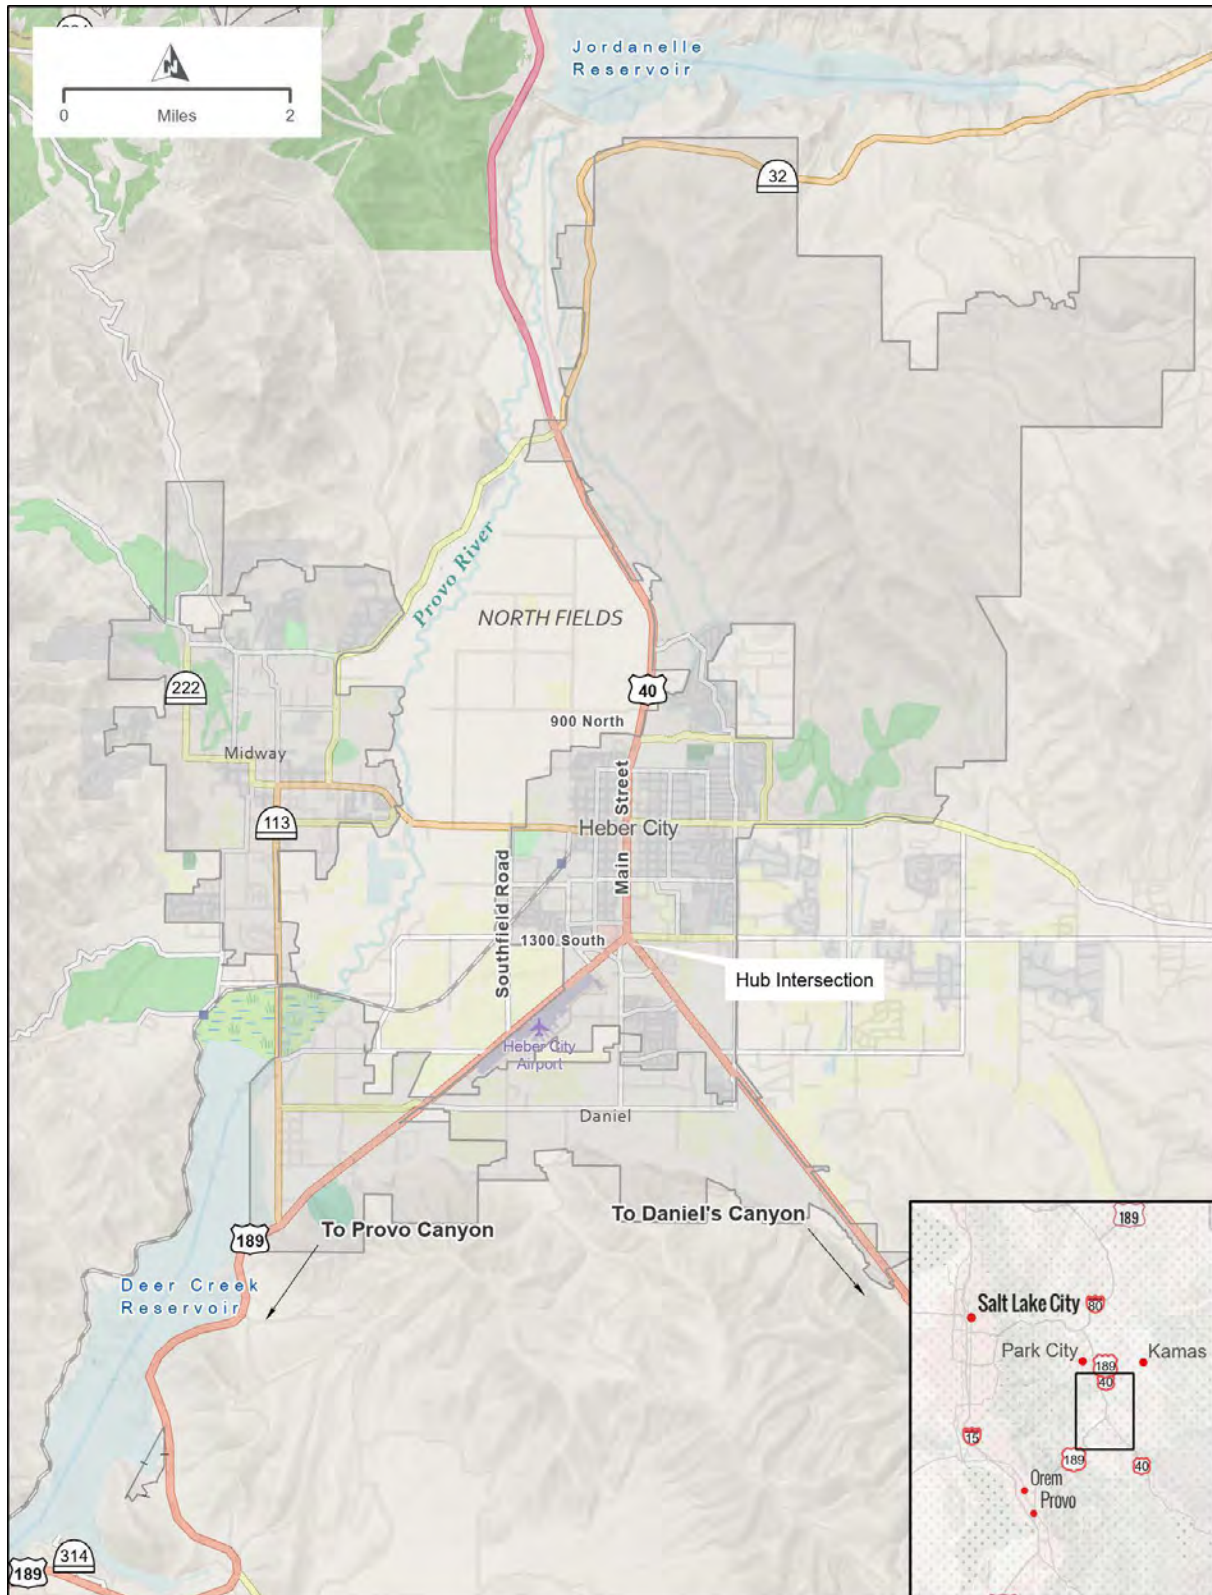 Jordanelle
Reservoir
N
0 Miles 2
32
Provo River
NORTH FIELDS
222
40
900 North
Midway
Main Street
113
Heber City
Southfield Road
1300 South
Hub Intersection
Heber City
Airport
Daniel
To Daniel's Canyon
To Provo Canyon
189
Deer Creek
Reservoir
314
189
189
Salt Lake City
80
Park City
189
Kamas
40
15
189
40
Orem
Provo